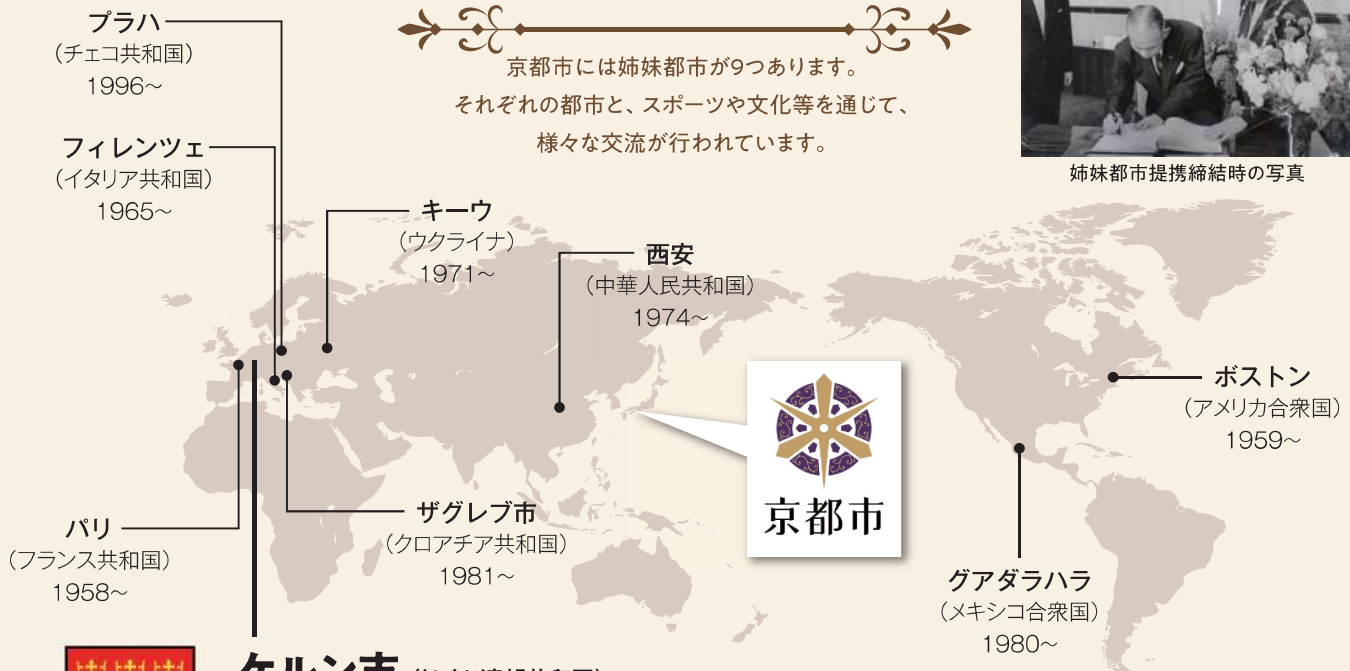 プラハ
（チェコ共和国）
1996～
京都市には姉妹都市が9つあります。
それぞれの都市と、スポーツや文化等を通じて、
様々な交流が行われています。
姉妹都市提携締結時の写真
フィレンツェ
（イタリア共和国）
1965～
キーウ
（ウクライナ）
1971～
西安
（中華人民共和国）
1974～
ボストン
（アメリカ合衆国）
1959～
京都市
ザグレブ市
（クロアチア共和国）
1981～
パリ
（フランス共和国）
1958～
グアダラハラ
（メキシコ合衆国）
1980～
ケルン市